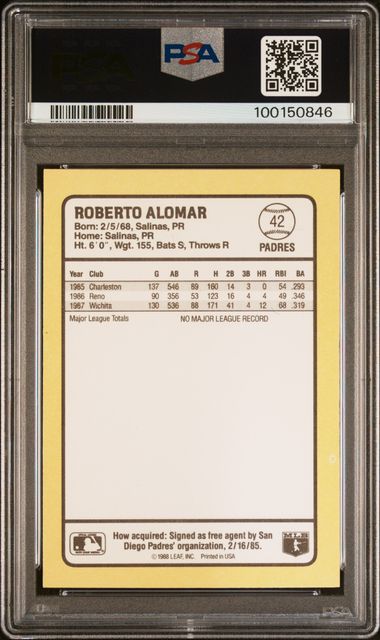 PSA
PSA
100150846
ROBERTO ALOMAR
Born: 2/5/68, Salinas, PR
Home: Salinas, PR
Ht. 6'0", Wgt. 155, Bats S, Throws R
42
PADRES
Year Club G AB R H 2B 3B HR RBI BA
1985 Charleston 137 546 89 160 14 3 0 54 .293
1986 Reno 90 356 53 123 16 4 4 49 .346
1987 Wichita 130 536 88 171 41 4 12 68 .319
Major League Totals NO MAJOR LEAGUE RECORD
How acquired: Signed as free agent by San
Diego Padres' organization, 2/16/85.
© 1988 LEAF, INC. Printed in USA
MLB